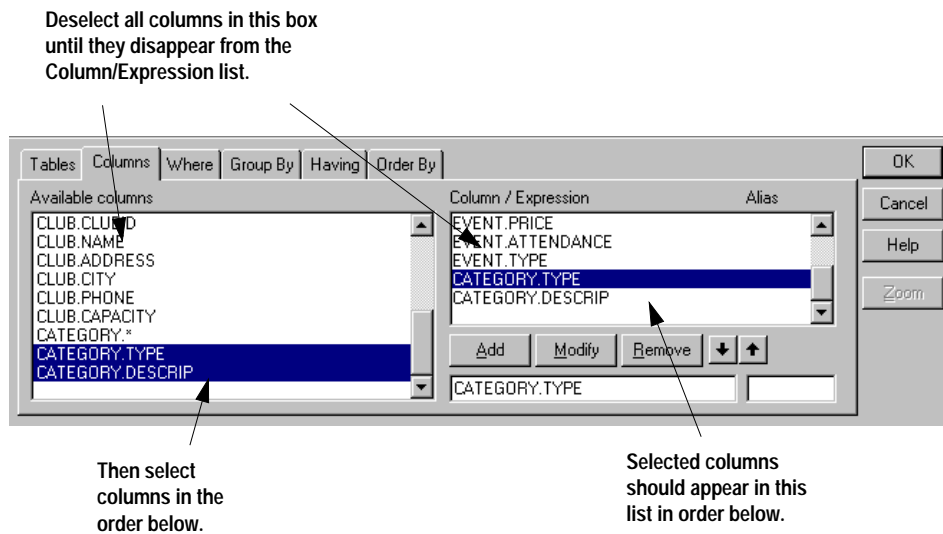 Deselect all columns in this box
until they disappear from the
Column/Expression list.
Tables Columns Where Group By Having Order By
OK
Cancel
Help
Zoom
Available columns
CLUB.CLUBID
CLUB.NAME
CLUB.ADDRESS
CLUB.CITY
CLUB.PHONE
CLUB.CAPACITY
CATEGORY.*
CATEGORY.TYPE
CATEGORY.DESCRIP
Column / Expression Alias
EVENT.PRICE
EVENT.ATTENDANCE
EVENT.TYPE
CATEGORY.TYPE
CATEGORY.DESCRIP
Add Modify Remove
CATEGORY.TYPE
Then select
columns in the
order below.
Selected columns
should appear in this
list in order below.